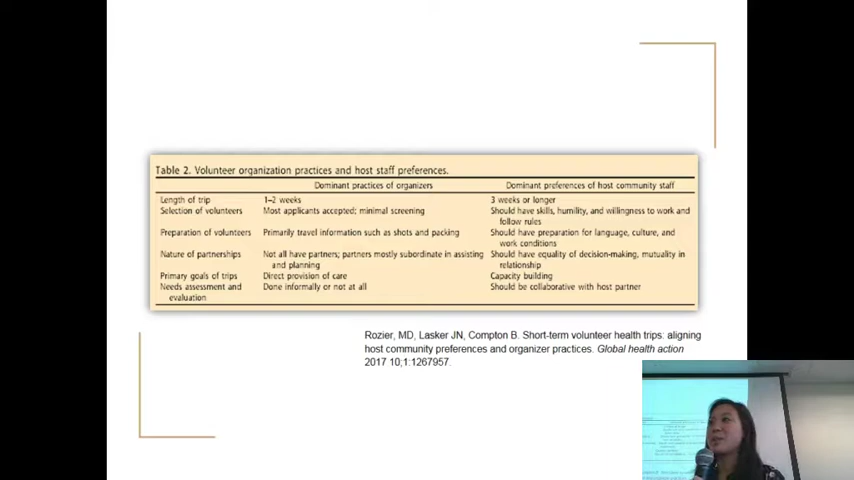 Table 2. Volunteer organization practices and host staff preferences.
Dominant practices of organizers Dominant preferences of host community staff
Length of trip 1–2 weeks 3 weeks or longer
Selection of volunteers Most applicants accepted; minimal screening Should have skills, humility, and willingness to work and
follow rules
Preparation of volunteers Primarily travel information such as shots and packing Should have preparation for language, culture, and
work conditions
Nature of partnerships Not all have partners; partners mostly subordinate in assisting Should have equality of decision-making, mutuality in
and planning relationship
Primary goals of trips Direct provision of care Capacity building
Needs assessment and Done informally or not at all Should be collaborative with host partner
evaluation
Rozier, MD, Lasker JN, Compton B. Short-term volunteer health trips: aligning
host community preferences and organizer practices. Global health action
2017 10;1:1267957.